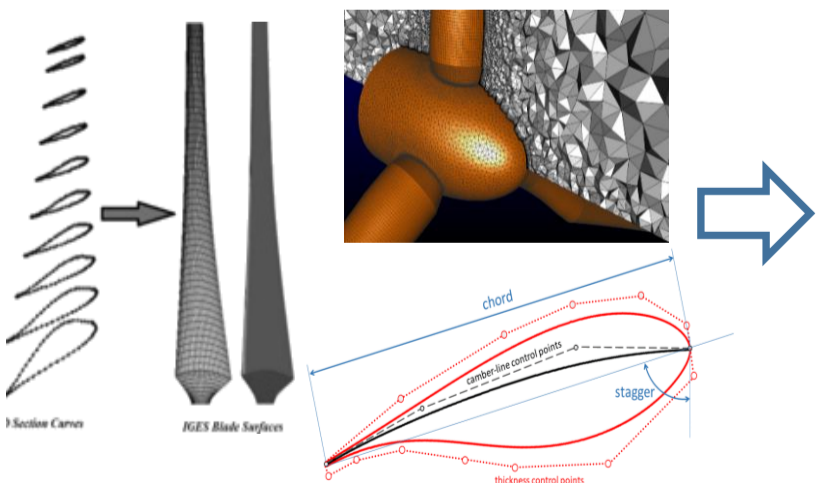 chord
camber-line control points
stagger
Section Curves
IGES Blade Surfaces
thickness control points